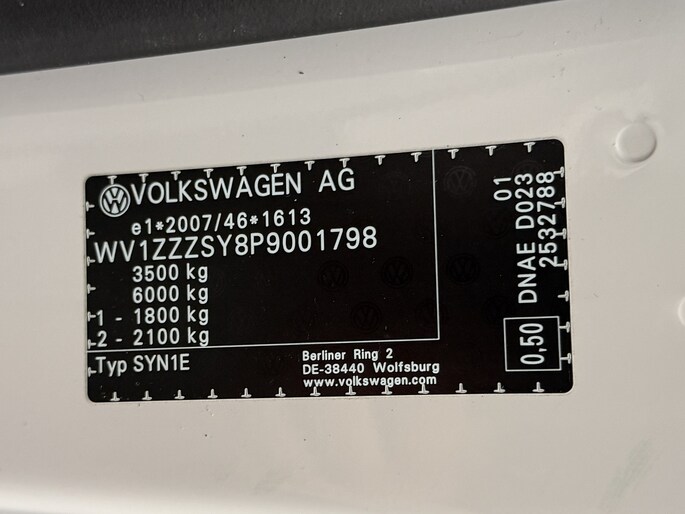 VOLKSWAGEN AG
e1*2007/46*1613
WV1ZZZSY8P9001798
3500 kg
6000 kg
1 - 1800 kg
2 - 2100 kg
Typ SYN1E
Berliner Ring 2
DE-38440 Wolfsburg
www.volkswagen.com
01
DNAE D023
2532788
0,50